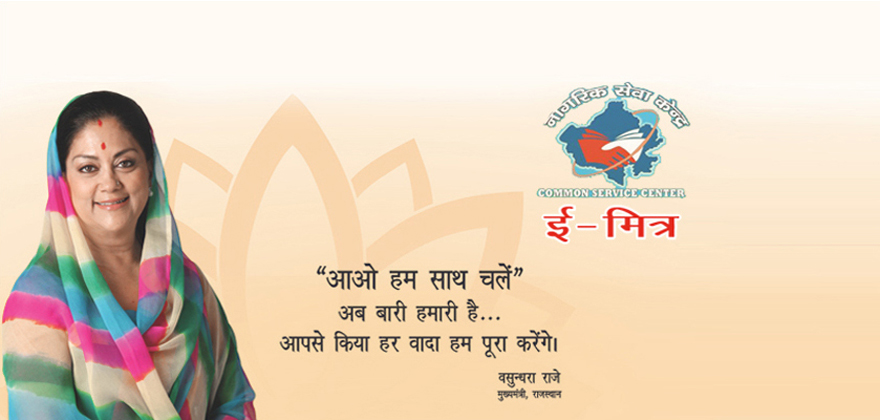 नागरिक सेवा केन्द्र
COMMON SERVICE CENTER
ई-मित्र
“आओ हम साथ चलें”
अब बारी हमारी है...
आपसे किया हर वादा हम पूरा करेंगे।
वसुन्धरा राजे
मुख्यमंत्री, राजस्थान